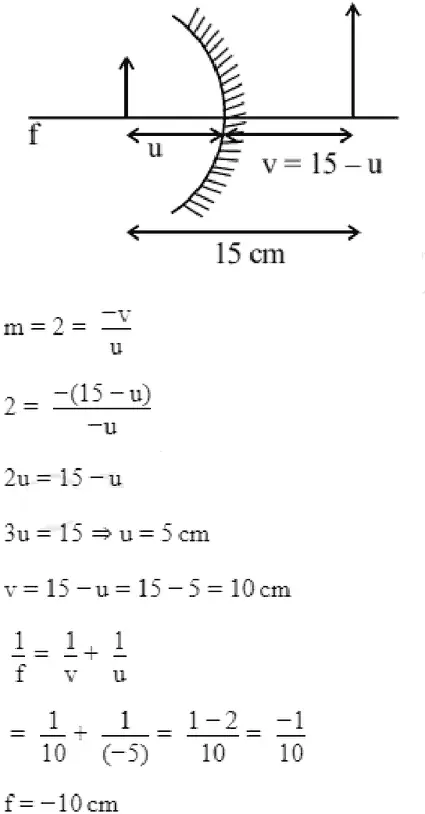 f
u
v = 15 – u
15 cm
m = 2 = −v/u
2 = −(15 − u)/−u
2u = 15 − u
3u = 15 ⇒ u = 5 cm
v = 15 − u = 15 − 5 = 10 cm
1/f = 1/v + 1/u
= 1/10 + 1/(−5) = 1 − 2/10 = −1/10
f = −10 cm